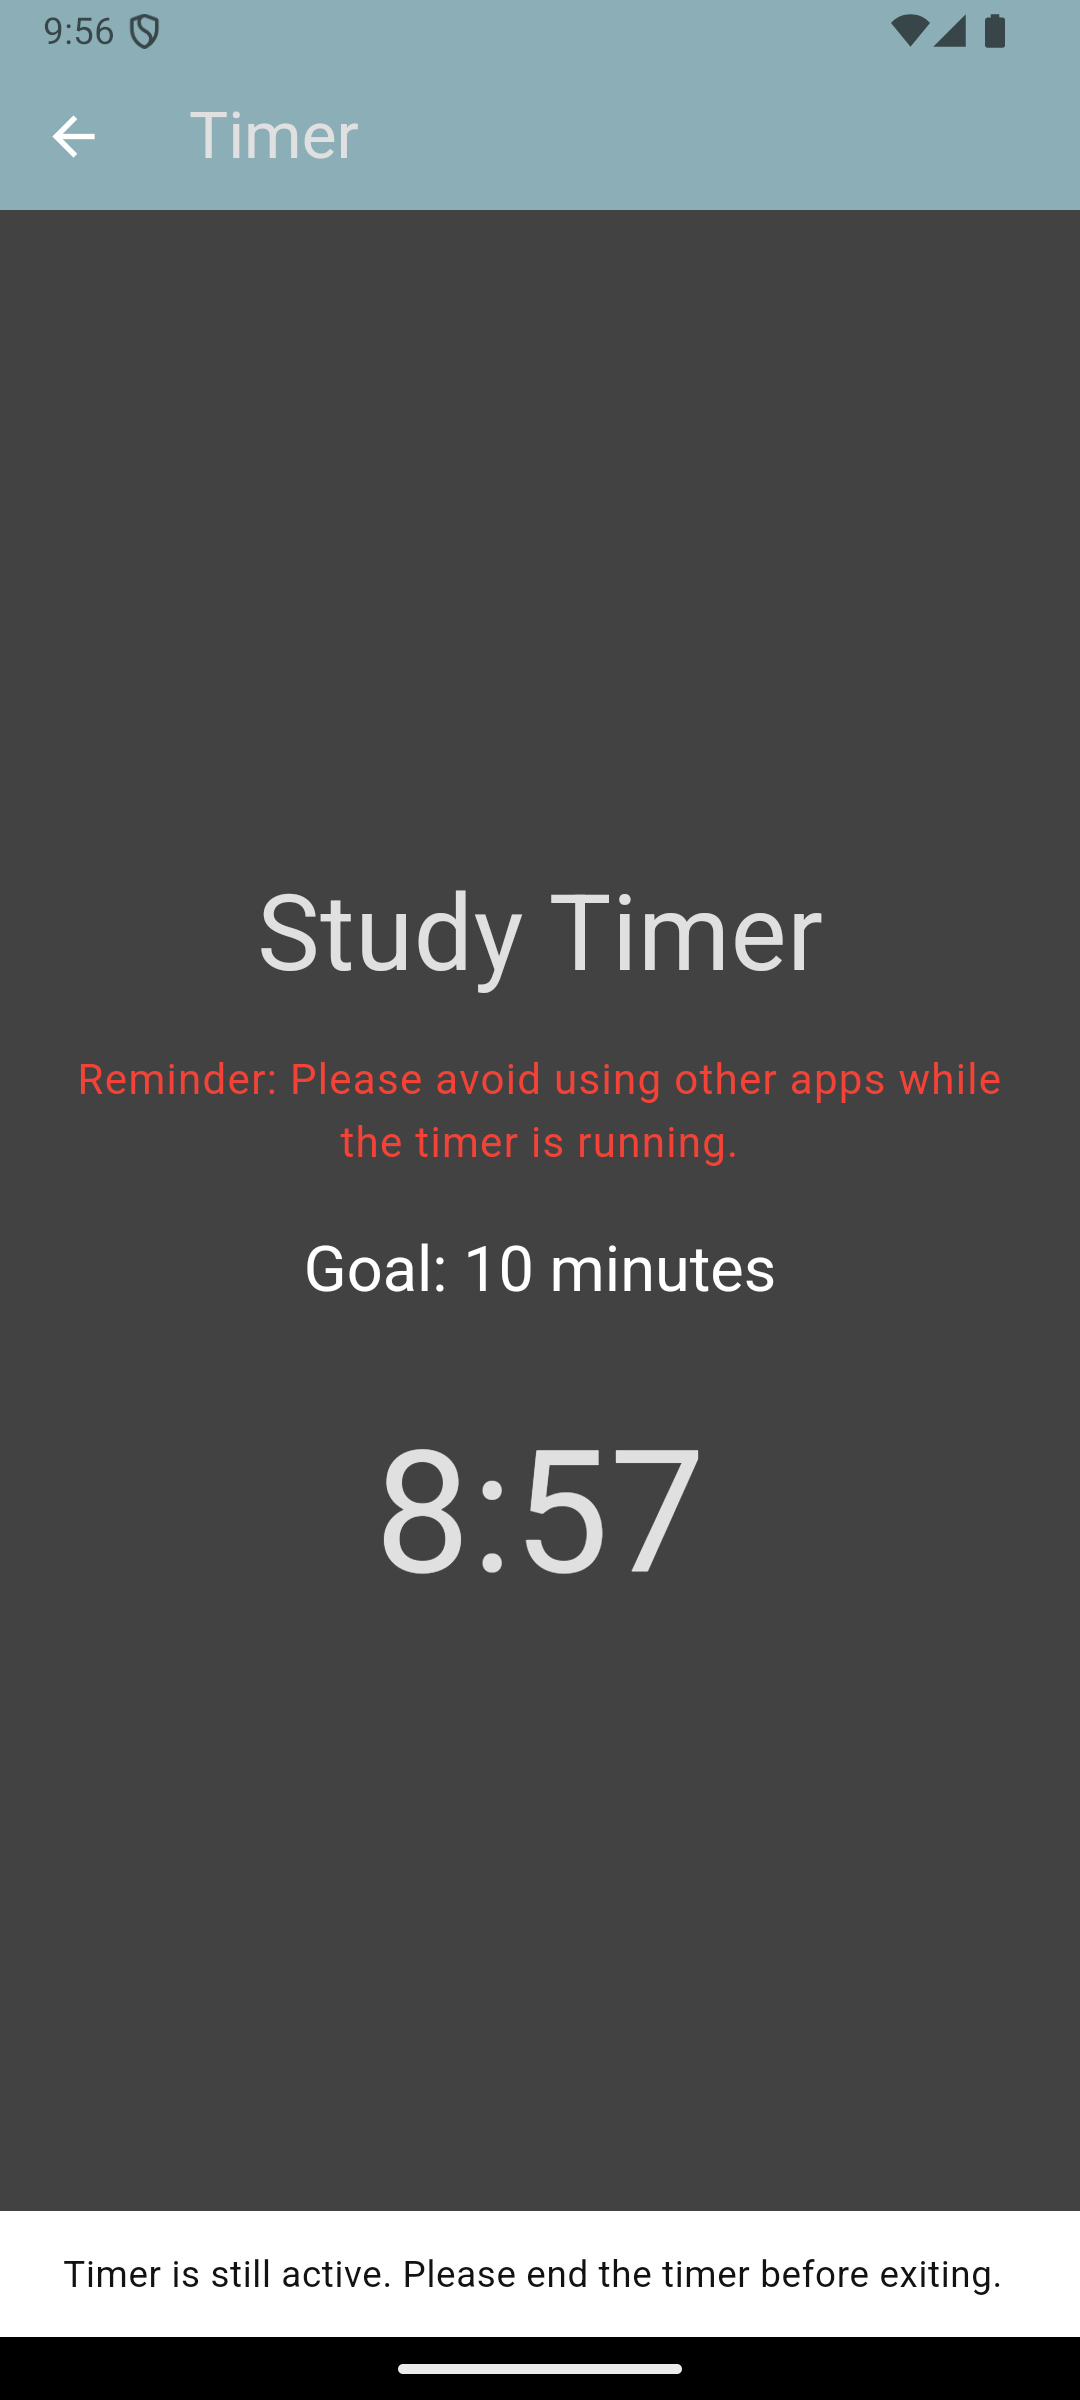 9:56
Timer
Study Timer
Reminder: Please avoid using other apps while
the timer is running.
Goal: 10 minutes
8:57
Timer is still active. Please end the timer before exiting.